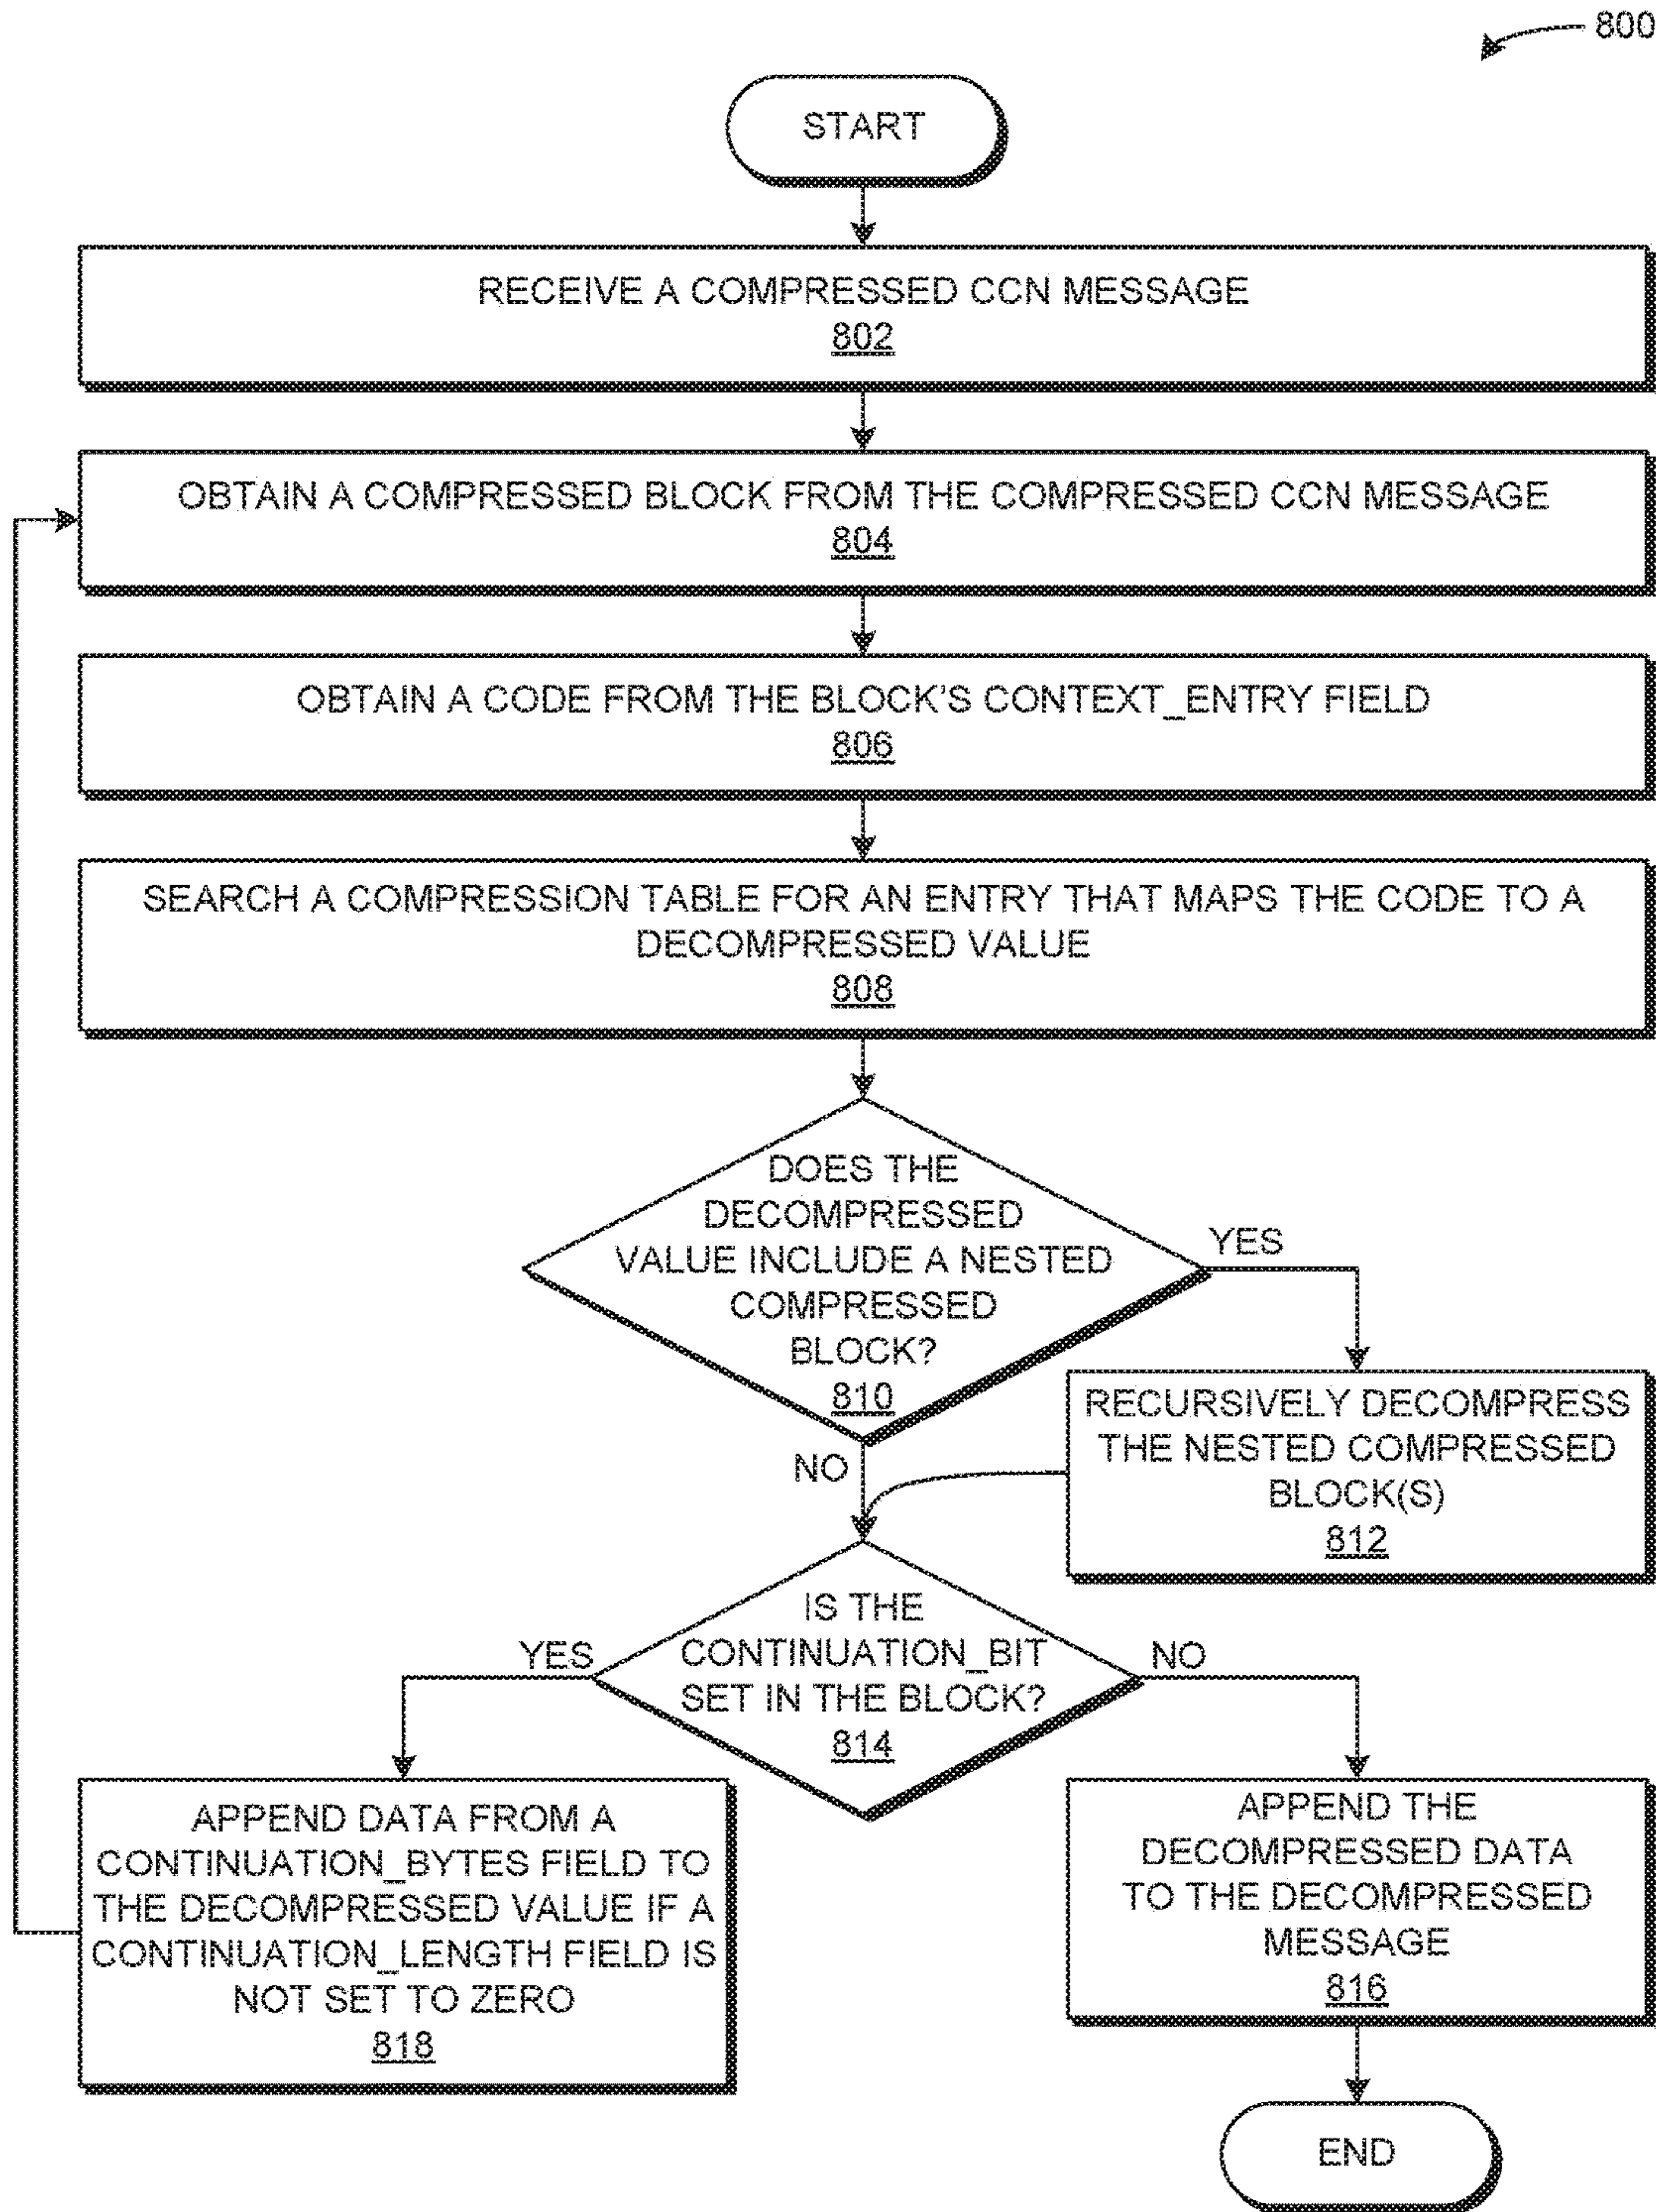 800
START
RECEIVE A COMPRESSED CCN MESSAGE
802
OBTAIN A COMPRESSED BLOCK FROM THE COMPRESSED CCN MESSAGE
804
OBTAIN A CODE FROM THE BLOCK'S CONTEXT_ENTRY FIELD
806
SEARCH A COMPRESSION TABLE FOR AN ENTRY THAT MAPS THE CODE TO A
DECOMPRESSED VALUE
808
DOES THE
DECOMPRESSED
VALUE INCLUDE A NESTED
COMPRESSED
BLOCK?
810
YES
NO
RECURSIVELY DECOMPRESS
THE NESTED COMPRESSED
BLOCK(S)
812
IS THE
CONTINUATION_BIT
SET IN THE BLOCK?
814
YES
NO
APPEND DATA FROM A
CONTINUATION_BYTES FIELD TO
THE DECOMPRESSED VALUE IF A
CONTINUATION_LENGTH FIELD IS
NOT SET TO ZERO
818
APPEND THE
DECOMPRESSED DATA
TO THE DECOMPRESSED
MESSAGE
816
END